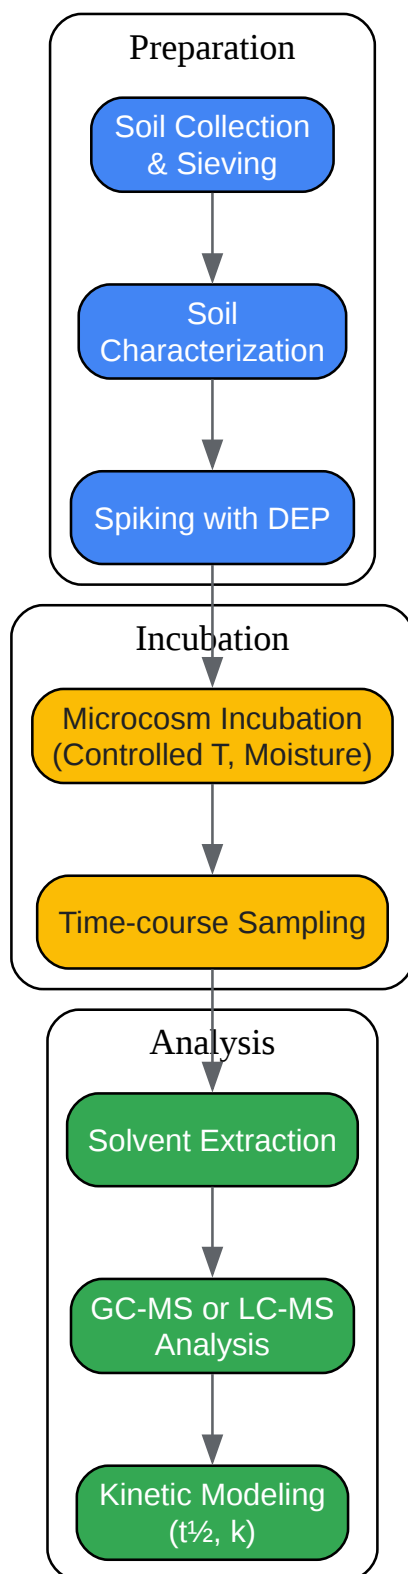 Preparation
Soil Collection
& Sieving
Soil
Characterization
Spiking with DEP
Incubation
Microcosm Incubation
(Controlled T, Moisture)
Time-course Sampling
Analysis
Solvent Extraction
GC-MS or LC-MS
Analysis
Kinetic Modeling
(t½, k)